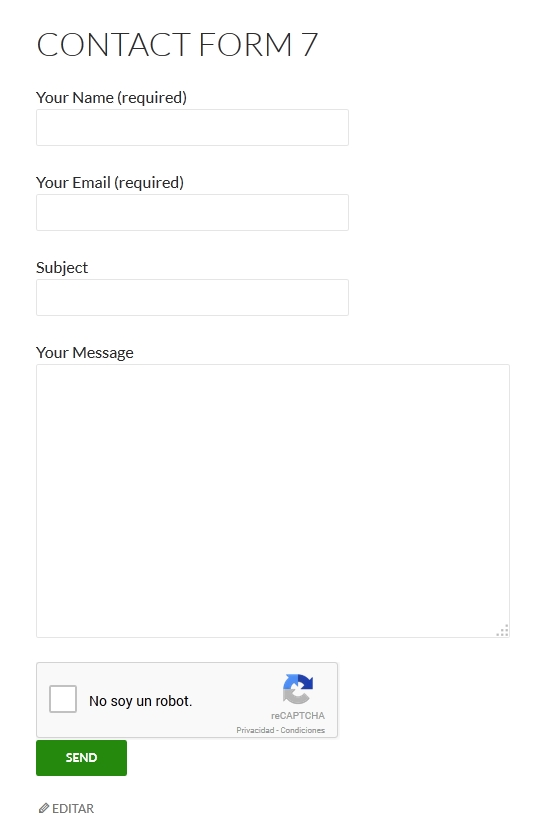 CONTACT FORM 7
Your Name (required)
Your Email (required)
Subject
Your Message
No soy un robot.
reCAPTCHA
Privacidad - Condiciones
SEND
EDITAR